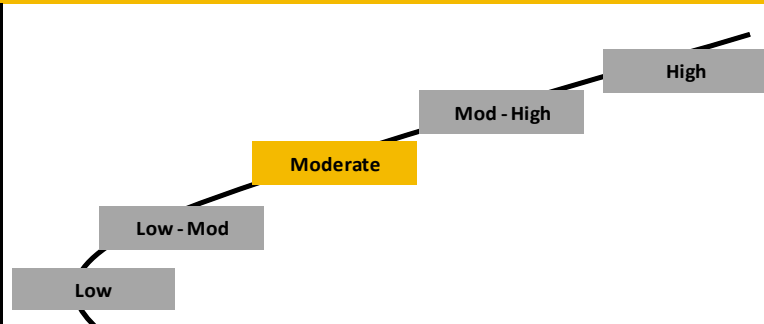 High
Mod - High
Moderate
Low - Mod
Low